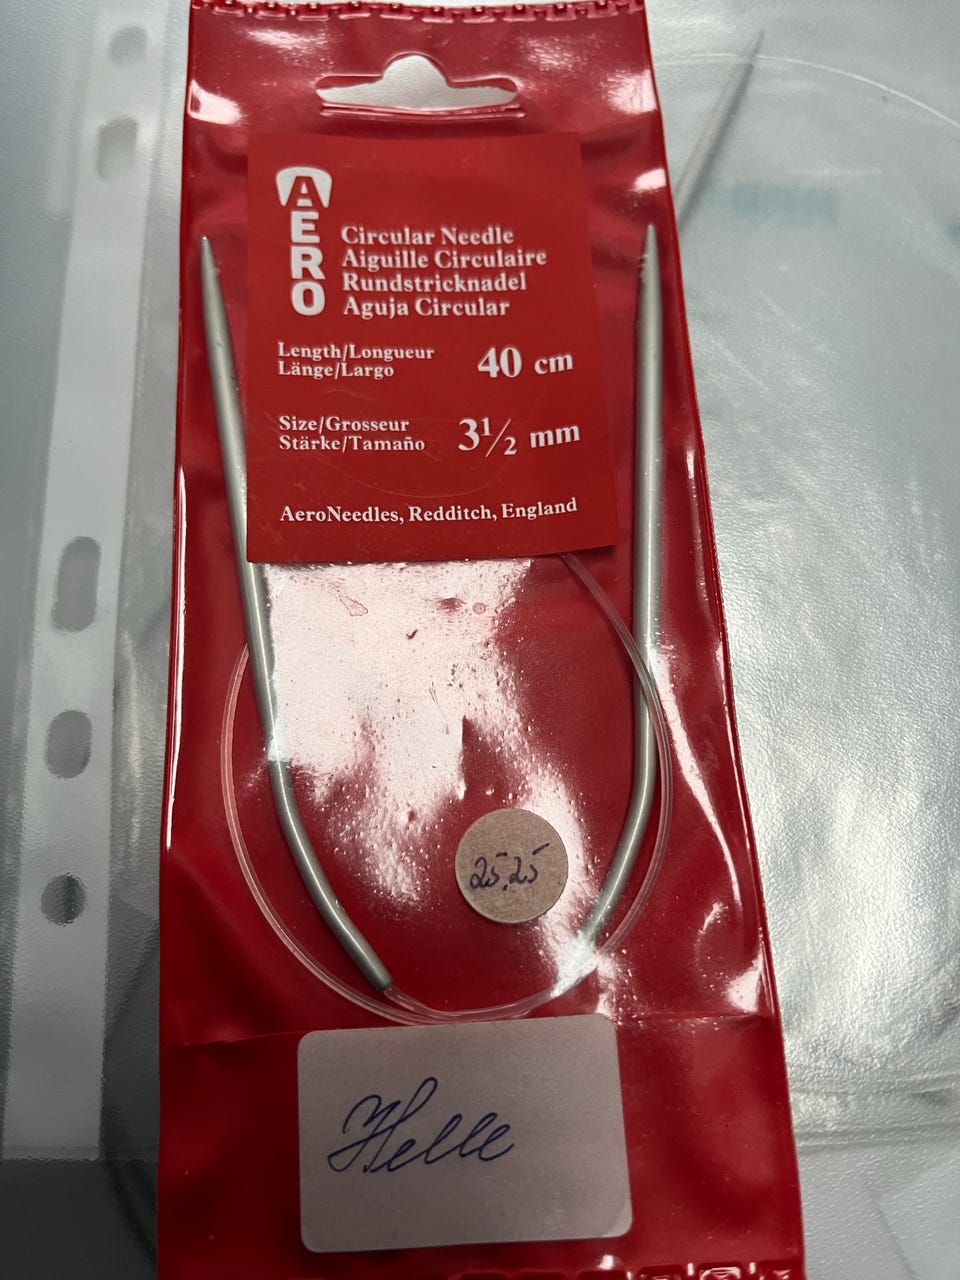 AERO
Circular Needle
Aiguille Circulaire
Rundstricknadel
Aguja Circular
Length/Longueur
Länge/Largo
40 cm
Size/Grosseur
Stärke/Tamaño
3½ mm
AeroNeedles, Redditch, England
25,25
Helle